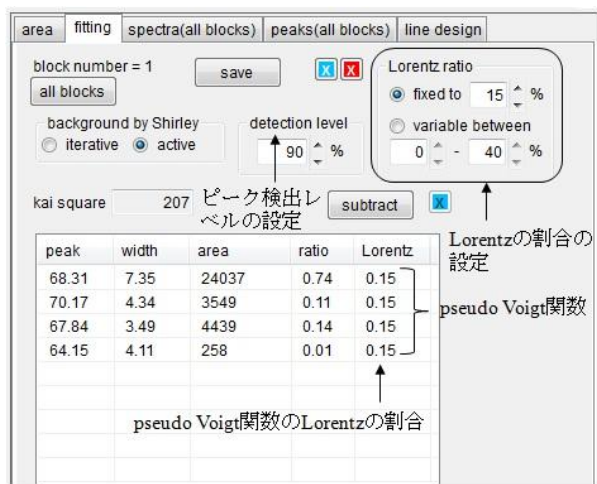 area fitting spectra(all blocks) peaks(all blocks) line design
block number = 1 save X X Lorentz ratio
all blocks fixed to 15 %
background by Shirley detection level variable between
iterative active 90 % 0 - 40 %
kai square 207 ピーク検出レ subtract X
ベルの設定
Lorentzの割合の
設定
peak width area ratio Lorentz
68.31 7.35 24037 0.74 0.15
70.17 4.34 3549 0.11 0.15
pseudo Voigt関数
67.84 3.49 4439 0.14 0.15
64.15 4.11 258 0.01 0.15
pseudo Voigt関数のLorentzの割合